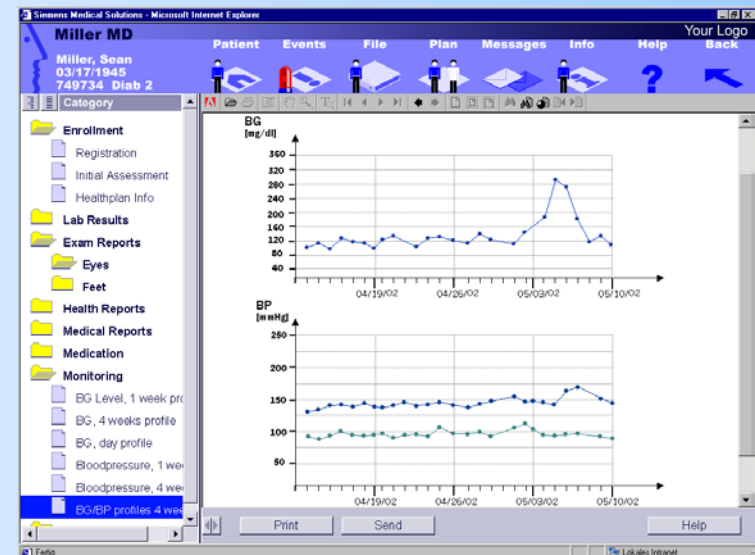 Siemens Medical Solutions - Microsoft Internet Explorer
Miller MD
Your Logo
Patient Events File Plan Messages Info Help Back
Miller, Sean
03/17/1945
749734 Diab 2
Category
Enrollment
Registration
Initial Assessment
Healthplan Info
Lab Results
Exam Reports
Eyes
Feet
Health Reports
Medical Reports
Medication
Monitoring
BG Level, 1 week pro
BG, 4 weeks profile
BG, day profile
Bloodpressure, 1 wee
Bloodpressure, 4 wee
BG/BP profiles 4 wee
BG
[mg/dl]
360
320
280
240
200
160
120
80
40
04/19/02 04/26/02 05/03/02 05/10/02
BP
[mmHg]
250
200
150
100
50
04/19/02 04/26/02 05/03/02 05/10/02
Print Send Help
Fertig Lokales Intranet